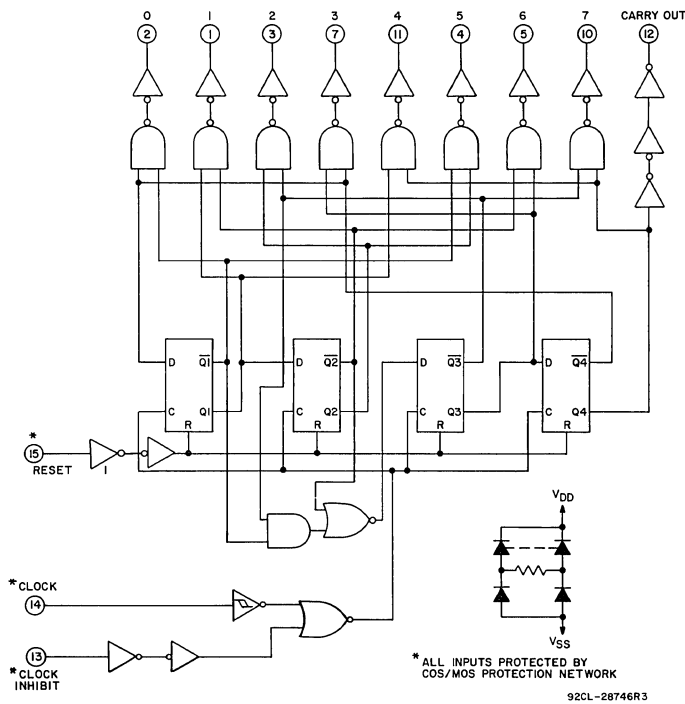 0 1 2 3 4 5 6 7 CARRY OUT
2 1 3 7 11 4 5 10 12
D Q1 D Q2 D Q3 D Q4
C Q1 C Q2 C Q3 C Q4
R R R R
*
15
RESET
1
VDD
*CLOCK
14
13
*CLOCK
INHIBIT
VSS
*ALL INPUTS PROTECTED BY
COS/MOS PROTECTION NETWORK
92CL-28746R3